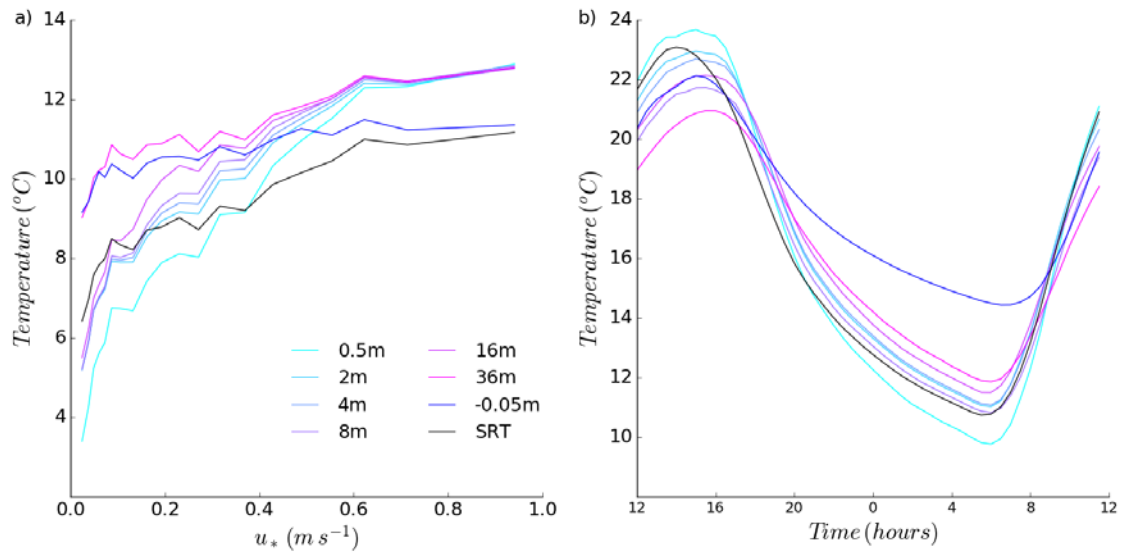 a)
14
12
10
8
6
4
Temperature (°C)
0.5m
2m
4m
8m
16m
36m
-0.05m
SRT
0.0 0.2 0.4 0.6 0.8 1.0
u* (m s⁻¹)
b)
24
22
20
18
16
14
12
10
Temperature (°C)
12 16 20 0 4 8 12
Time (hours)